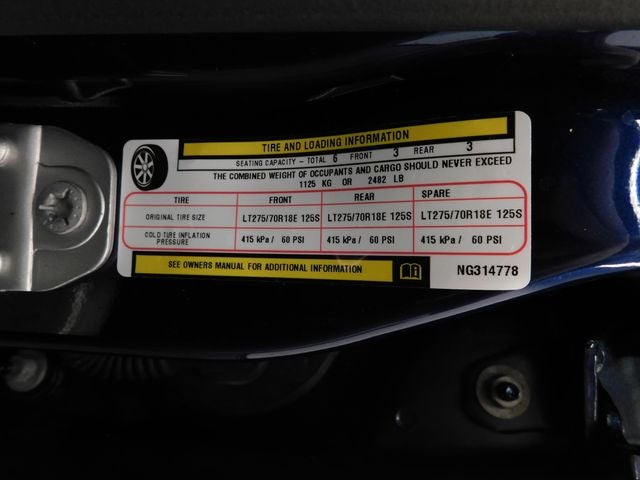 TIRE AND LOADING INFORMATION
SEATING CAPACITY - TOTAL 6 FRONT 3 REAR 3
THE COMBINED WEIGHT OF OCCUPANTS AND CARGO SHOULD NEVER EXCEED
1125 KG OR 2482 LB
TIRE FRONT REAR SPARE
ORIGINAL TIRE SIZE LT275/70R18E 125S LT275/70R18E 125S LT275/70R18E 125S
COLD TIRE INFLATION PRESSURE 415 kPa / 60 PSI 415 kPa / 60 PSI 415 kPa / 60 PSI
SEE OWNERS MANUAL FOR ADDITIONAL INFORMATION
NG314778